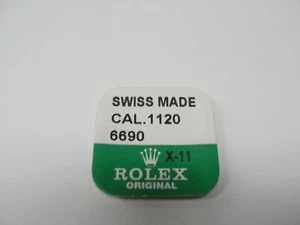 SWISS MADE
CAL.1120
6690
X-11
ROLEX
ORIGINAL